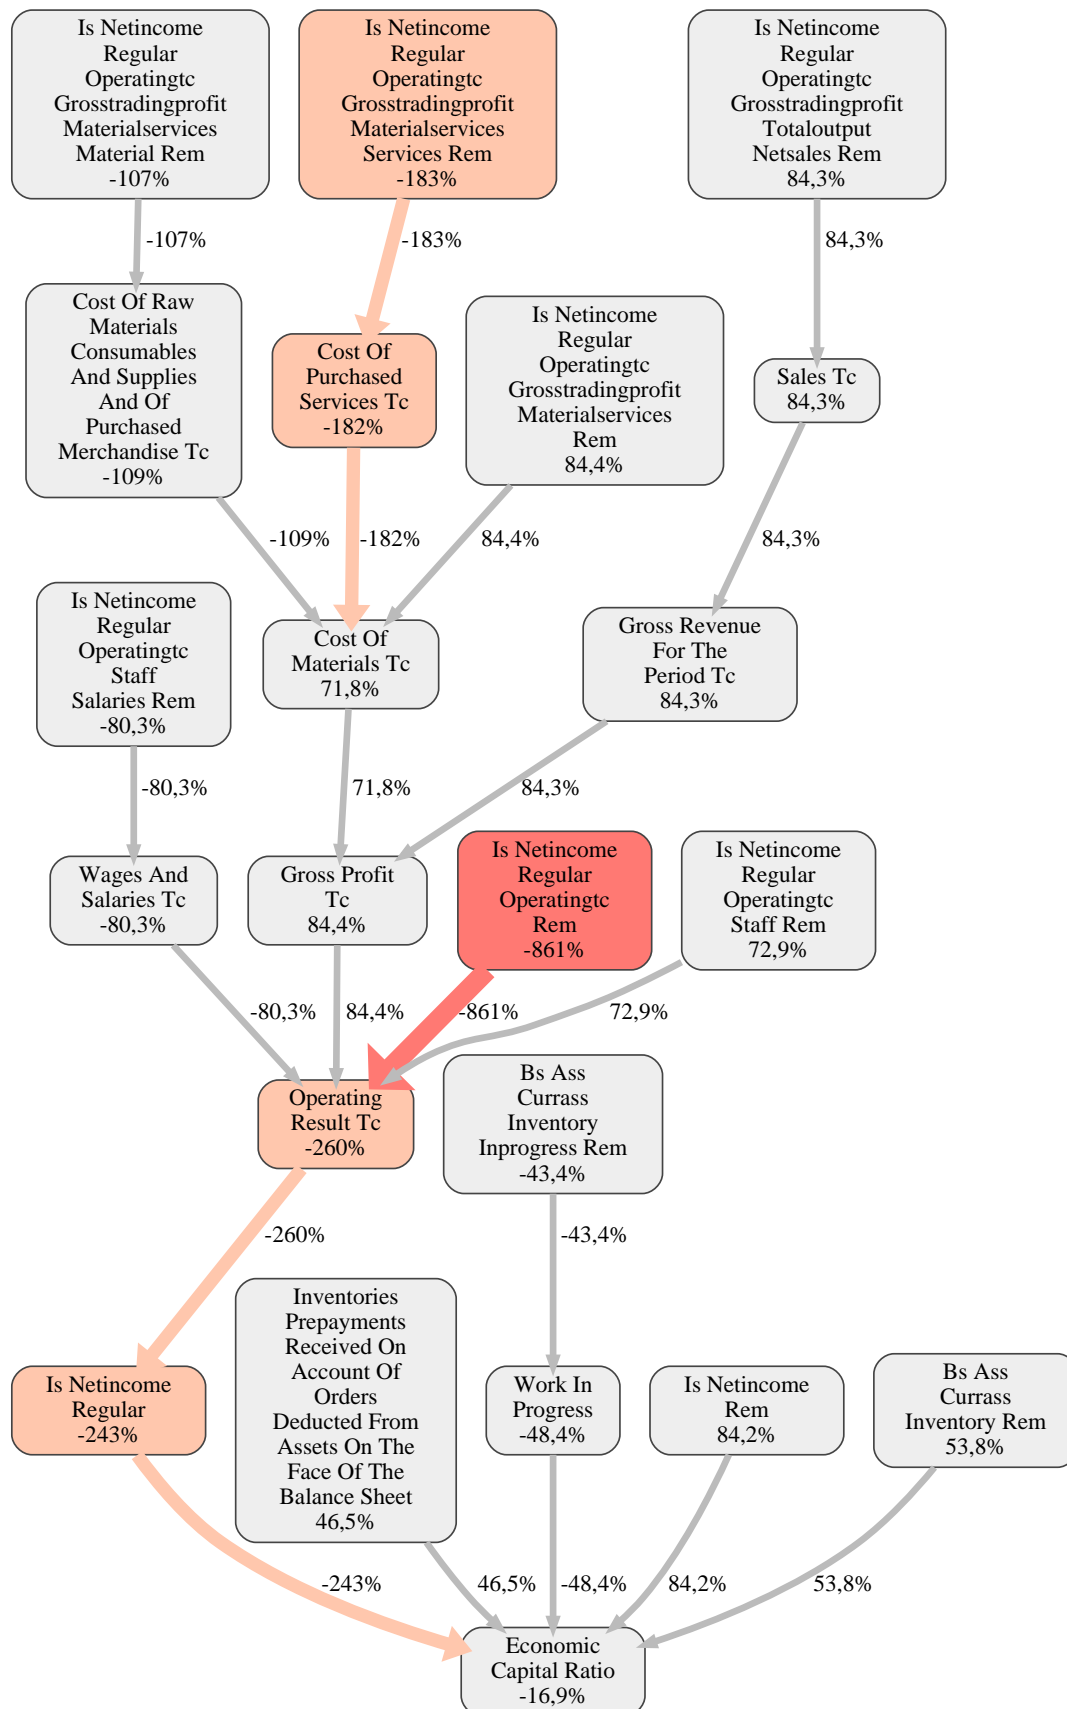 Is Netincome
Regular
Operatingtc
Grosstradingprofit
Materialservices
Material Rem
-107%
Is Netincome
Regular
Operatingtc
Grosstradingprofit
Materialservices
Services Rem
-183%
Is Netincome
Regular
Operatingtc
Grosstradingprofit
Totaloutput
Netsales Rem
84,3%
-107%
-183%
84,3%
Cost Of Raw
Materials
Consumables
And Supplies
And Of
Purchased
Merchandise Tc
-109%
Cost Of
Purchased
Services Tc
-182%
Is Netincome
Regular
Operatingtc
Grosstradingprofit
Materialservices
Rem
84,4%
Sales Tc
84,3%
-109%
-182%
84,4%
84,3%
Is Netincome
Regular
Operatingtc
Staff
Salaries Rem
-80,3%
Cost Of
Materials Tc
71,8%
Gross Revenue
For The
Period Tc
84,3%
-80,3%
71,8%
84,3%
Wages And
Salaries Tc
-80,3%
Gross Profit
Tc
84,4%
Is Netincome
Regular
Operatingtc
Rem
-861%
Is Netincome
Regular
Operatingtc
Staff Rem
72,9%
-80,3%
84,4%
-861%
72,9%
Operating
Result Tc
-260%
Bs Ass
Currass
Inventory
Inprogress Rem
-43,4%
-260%
-43,4%
Is Netincome
Regular
-243%
Inventories
Prepayments
Received On
Account Of
Orders
Deducted From
Assets On The
Face Of The
Balance Sheet
46,5%
Work In
Progress
-48,4%
Is Netincome
Rem
84,2%
Bs Ass
Currass
Inventory Rem
53,8%
-243%
46,5%
-48,4%
84,2%
53,8%
Economic
Capital Ratio
-16,9%